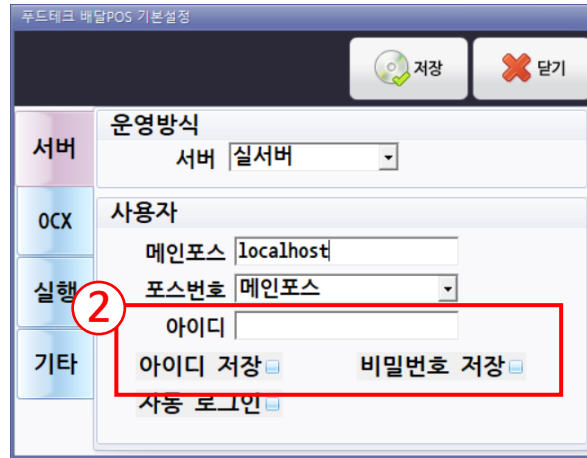 푸드테크 배달POS 기본설정
저장 닫기
운영방식
서버
서버 실서버
OCX
사용자
메인포스 localhost
실행
포스번호 메인포스
②
아이디
기타
아이디 저장 비밀번호 저장
자동 로그인